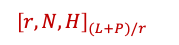 [r, N, H]_{(L+P)/r}